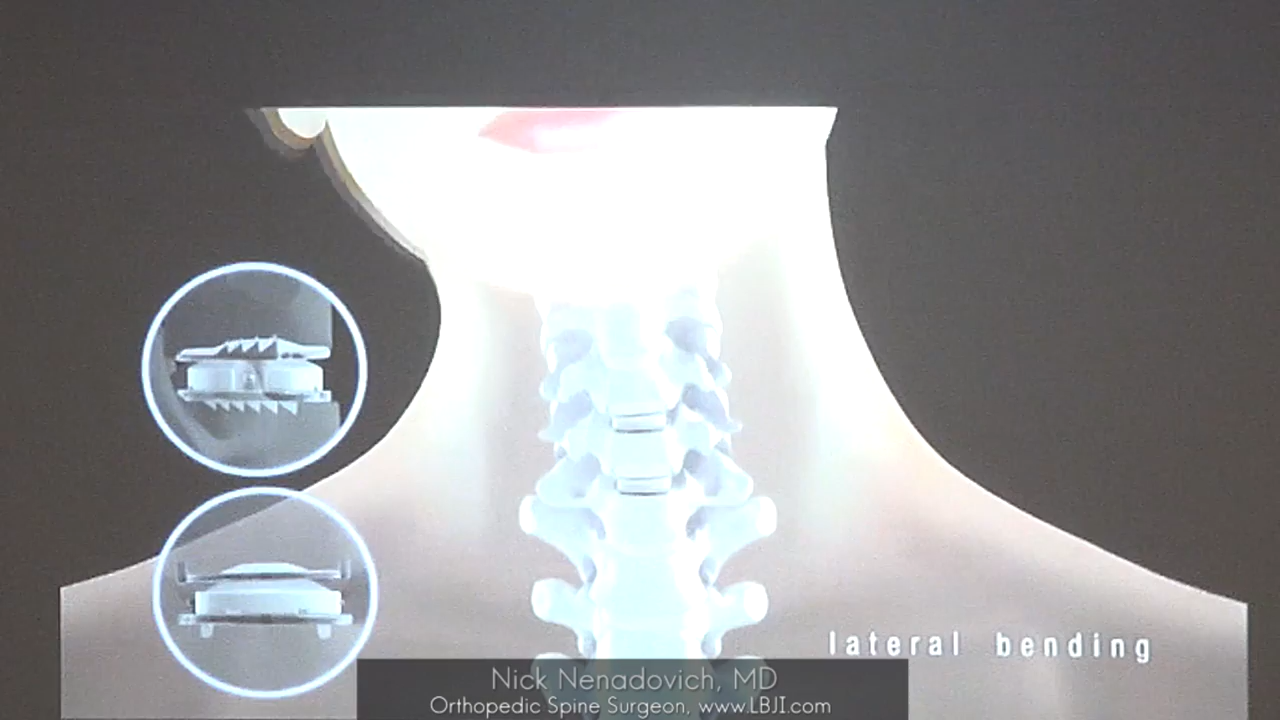 lateral bending
Nick Nenadovich, MD
Orthopedic Spine Surgeon, www.LBJI.com